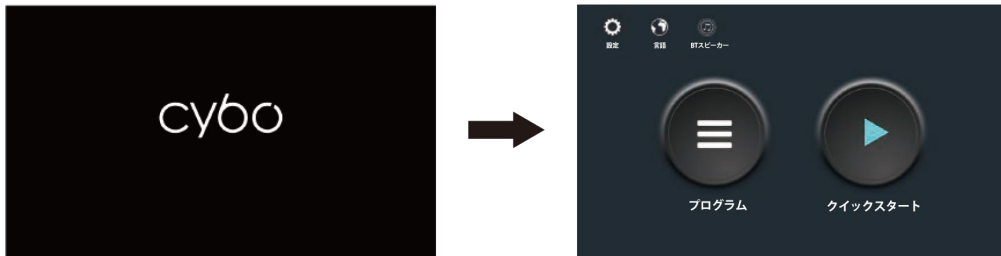 cybo
設定
言語
BTスピーカー
プログラム
クイックスタート